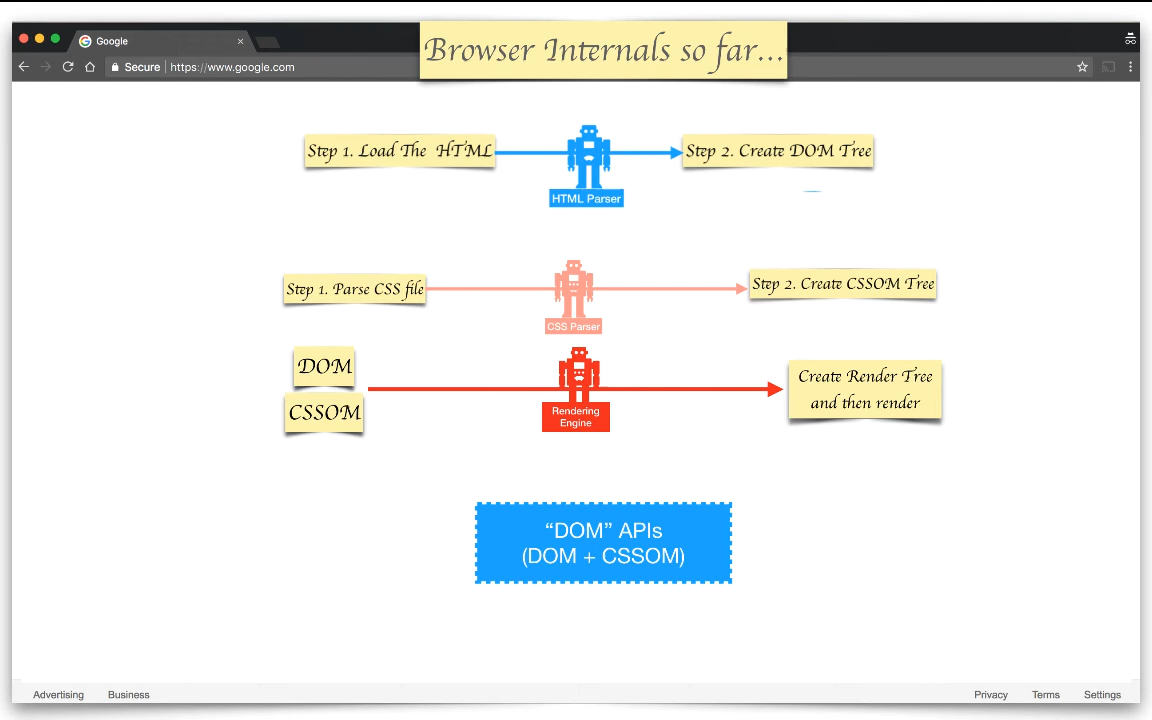 Browser Internals so far...
Google
Secure
https://www.google.com
Step 1. Load The HTML
Step 2. Create DOM Tree
HTML Parser
Step 1. Parse CSS file
Step 2. Create CSSOM Tree
CSS Parser
DOM
CSSOM
Rendering
Engine
Create Render Tree
and then render
“DOM” APIs
(DOM + CSSOM)
Advertising
Business
Privacy
Terms
Settings